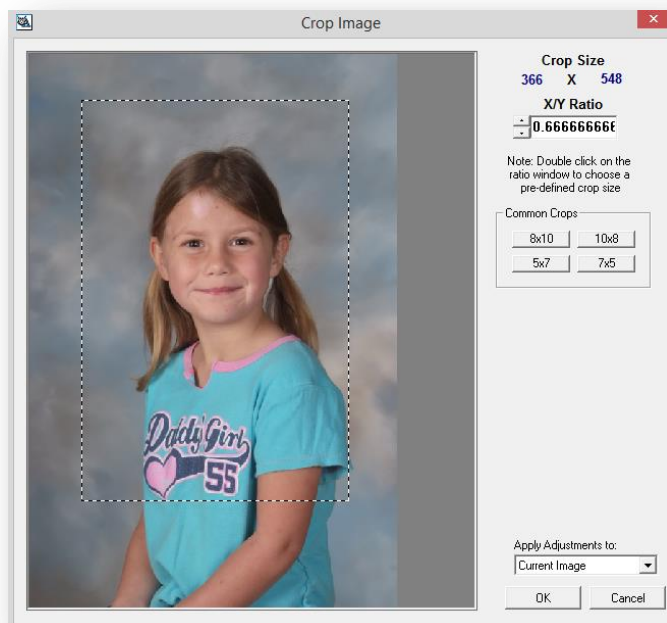 Crop Image
Crop Size
366 X 548
X/Y Ratio
0.666666666
Note: Double click on the
ratio window to choose a
pre-defined crop size
Common Crops
8x10 10x8
5x7 7x5
Daddy's Girl
55
Apply Adjustments to:
Current Image
OK Cancel